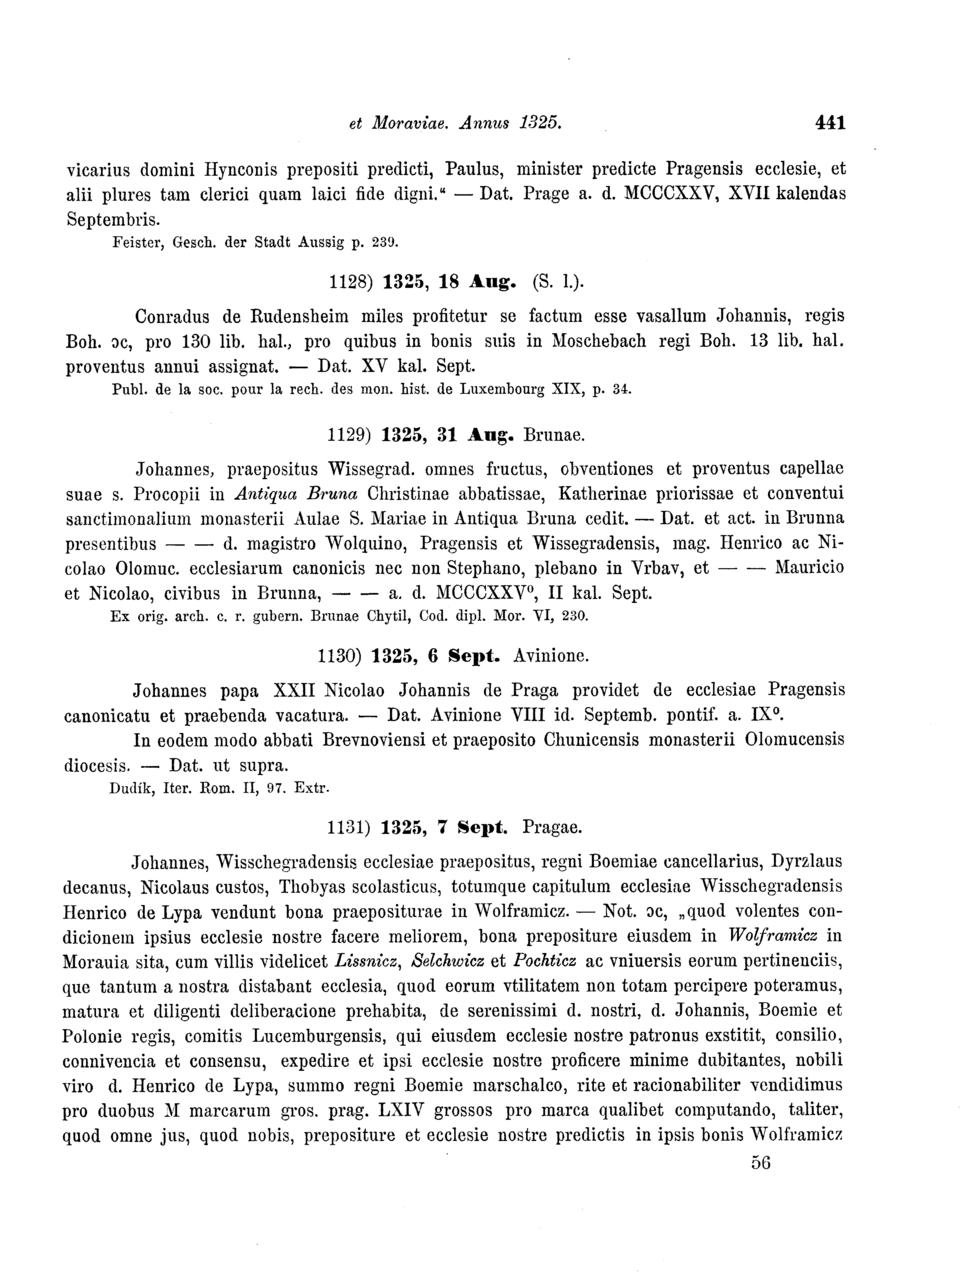 et Moraviae. Annus 1325. 441
vicarius domini Hynconis prepositi predicti, Paulus, minister predicte Pragensis ecclesie, et
alii plures tam clerici quam laici fide digni.“ — Dat. Prage a. d. MCCCXXV, XVII kalendas
Septembris.
Feister, Gesch. der Stadt Aussig p. 239.
1128) 1325, 18 Aug. (S. l.).
Conradus de Rudensheim miles profitetur se factum esse vasallum Johannis, regis
Boh. ɔc, pro 130 lib. hal., pro quibus in bonis suis in Moschebach regi Boh. 13 lib. hal.
proventus annui assignat. — Dat. XV kal. Sept.
Publ. de la soc. pour la rech. des mon. hist. de Luxembourg XIX, p. 34.
1129) 1325, 31 Aug. Brunae.
Johannes, praepositus Wissegrad. omnes fructus, obventiones et proventus capellae
suae s. Procopii in Antiqua Bruna Christinae abbatissae, Katherinae priorissae et conventui
sanctimonalium monasterii Aulae S. Mariae in Antiqua Bruna cedit. — Dat. et act. in Brunna
presentibus — — d. magistro Wolquino, Pragensis et Wissegradensis, mag. Henrico ac Ni-
colao Olomuc. ecclesiarum canonicis nec non Stephano, plebano in Vrbav, et — — Mauricio
et Nicolao, civibus in Brunna, — — a. d. MCCCXXV⁰, II kal. Sept.
Ex orig. arch. c. r. gubern. Brunae Chytil, Cod. dipl. Mor. VI, 230.
1130) 1325, 6 Sept. Avinione.
Johannes papa XXII Nicolao Johannis de Praga providet de ecclesiae Pragensis
canonicatu et praebenda vacatura. — Dat. Avinione VIII id. Septemb. pontif. a. IX⁰.
In eodem modo abbati Brevnoviensi et praeposito Chunicensis monasterii Olomucensis
diocesis. — Dat. ut supra.
Dudík, Iter. Rom. II, 97. Extr.
1131) 1325, 7 Sept. Pragae.
Johannes, Wisschegradensis ecclesiae praepositus, regni Boemiae cancellarius, Dyrzlaus
decanus, Nicolaus custos, Thobyas scolasticus, totumque capitulum ecclesiae Wisschegradensis
Henrico de Lypa vendunt bona praepositurae in Wolframicz. — Not. ɔc, „quod volentes con-
dicionem ipsius ecclesie nostre facere meliorem, bona prepositure eiusdem in Wolframicz in
Morauia sita, cum villis videlicet Lissnicz, Selchwicz et Pochticz ac vniuersis eorum pertinenciis,
que tantum a nostra distabant ecclesia, quod eorum vtilitatem non totam percipere poteramus,
matura et diligenti deliberacione prehabita, de serenissimi d. nostri, d. Johannis, Boemie et
Polonie regis, comitis Lucemburgensis, qui eiusdem ecclesie nostre patronus exstitit, consilio,
connivencia et consensu, expedire et ipsi ecclesie nostre proficere minime dubitantes, nobili
viro d. Henrico de Lypa, summo regni Boemie marschalco, rite et racionabiliter vendidimus
pro duobus M marcarum gros. prag. LXIV grossos pro marca qualibet computando, taliter,
quod omne jus, quod nobis, prepositure et ecclesie nostre predictis in ipsis bonis Wolframicz
56